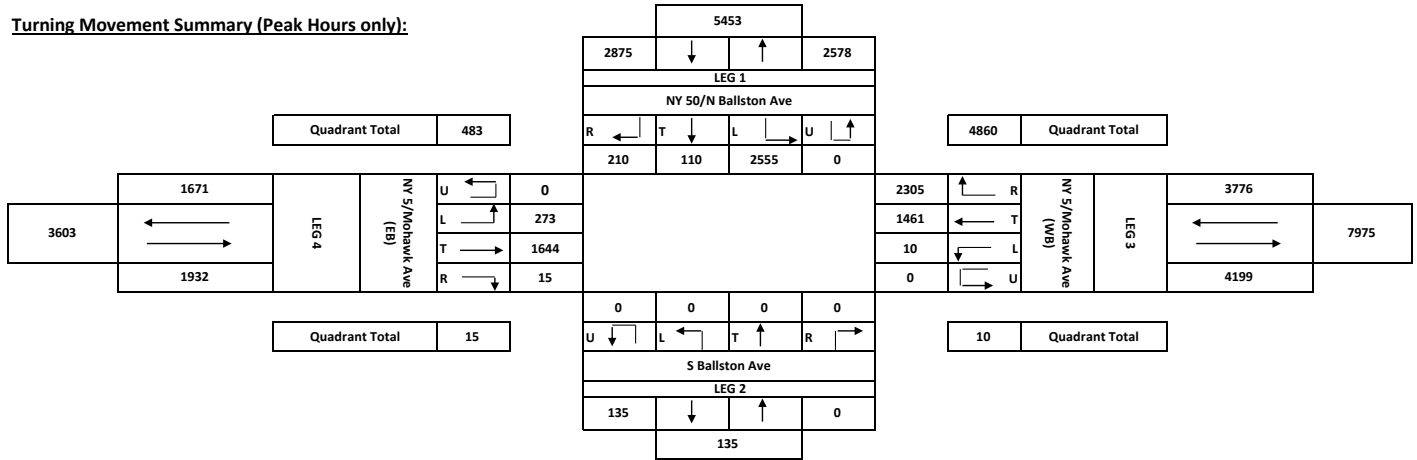 Turning Movement Summary (Peak Hours only):
5453
2875 2578
LEG 1
NY 50/N Ballston Ave
Quadrant Total 483
R T L U
4860 Quadrant Total
210 110 2555 0
3603
1671
1932
LEG 4
NY 5/Mohawk Ave
(EB)
U 0
L 273
T 1644
R 15
2305 R
1461 T
10 L
0 U
NY 5/Mohawk Ave
(WB)
LEG 3
3776
4199
7975
0 0 0 0
Quadrant Total 15
U L T R
10 Quadrant Total
S Ballston Ave
LEG 2
135 0
135